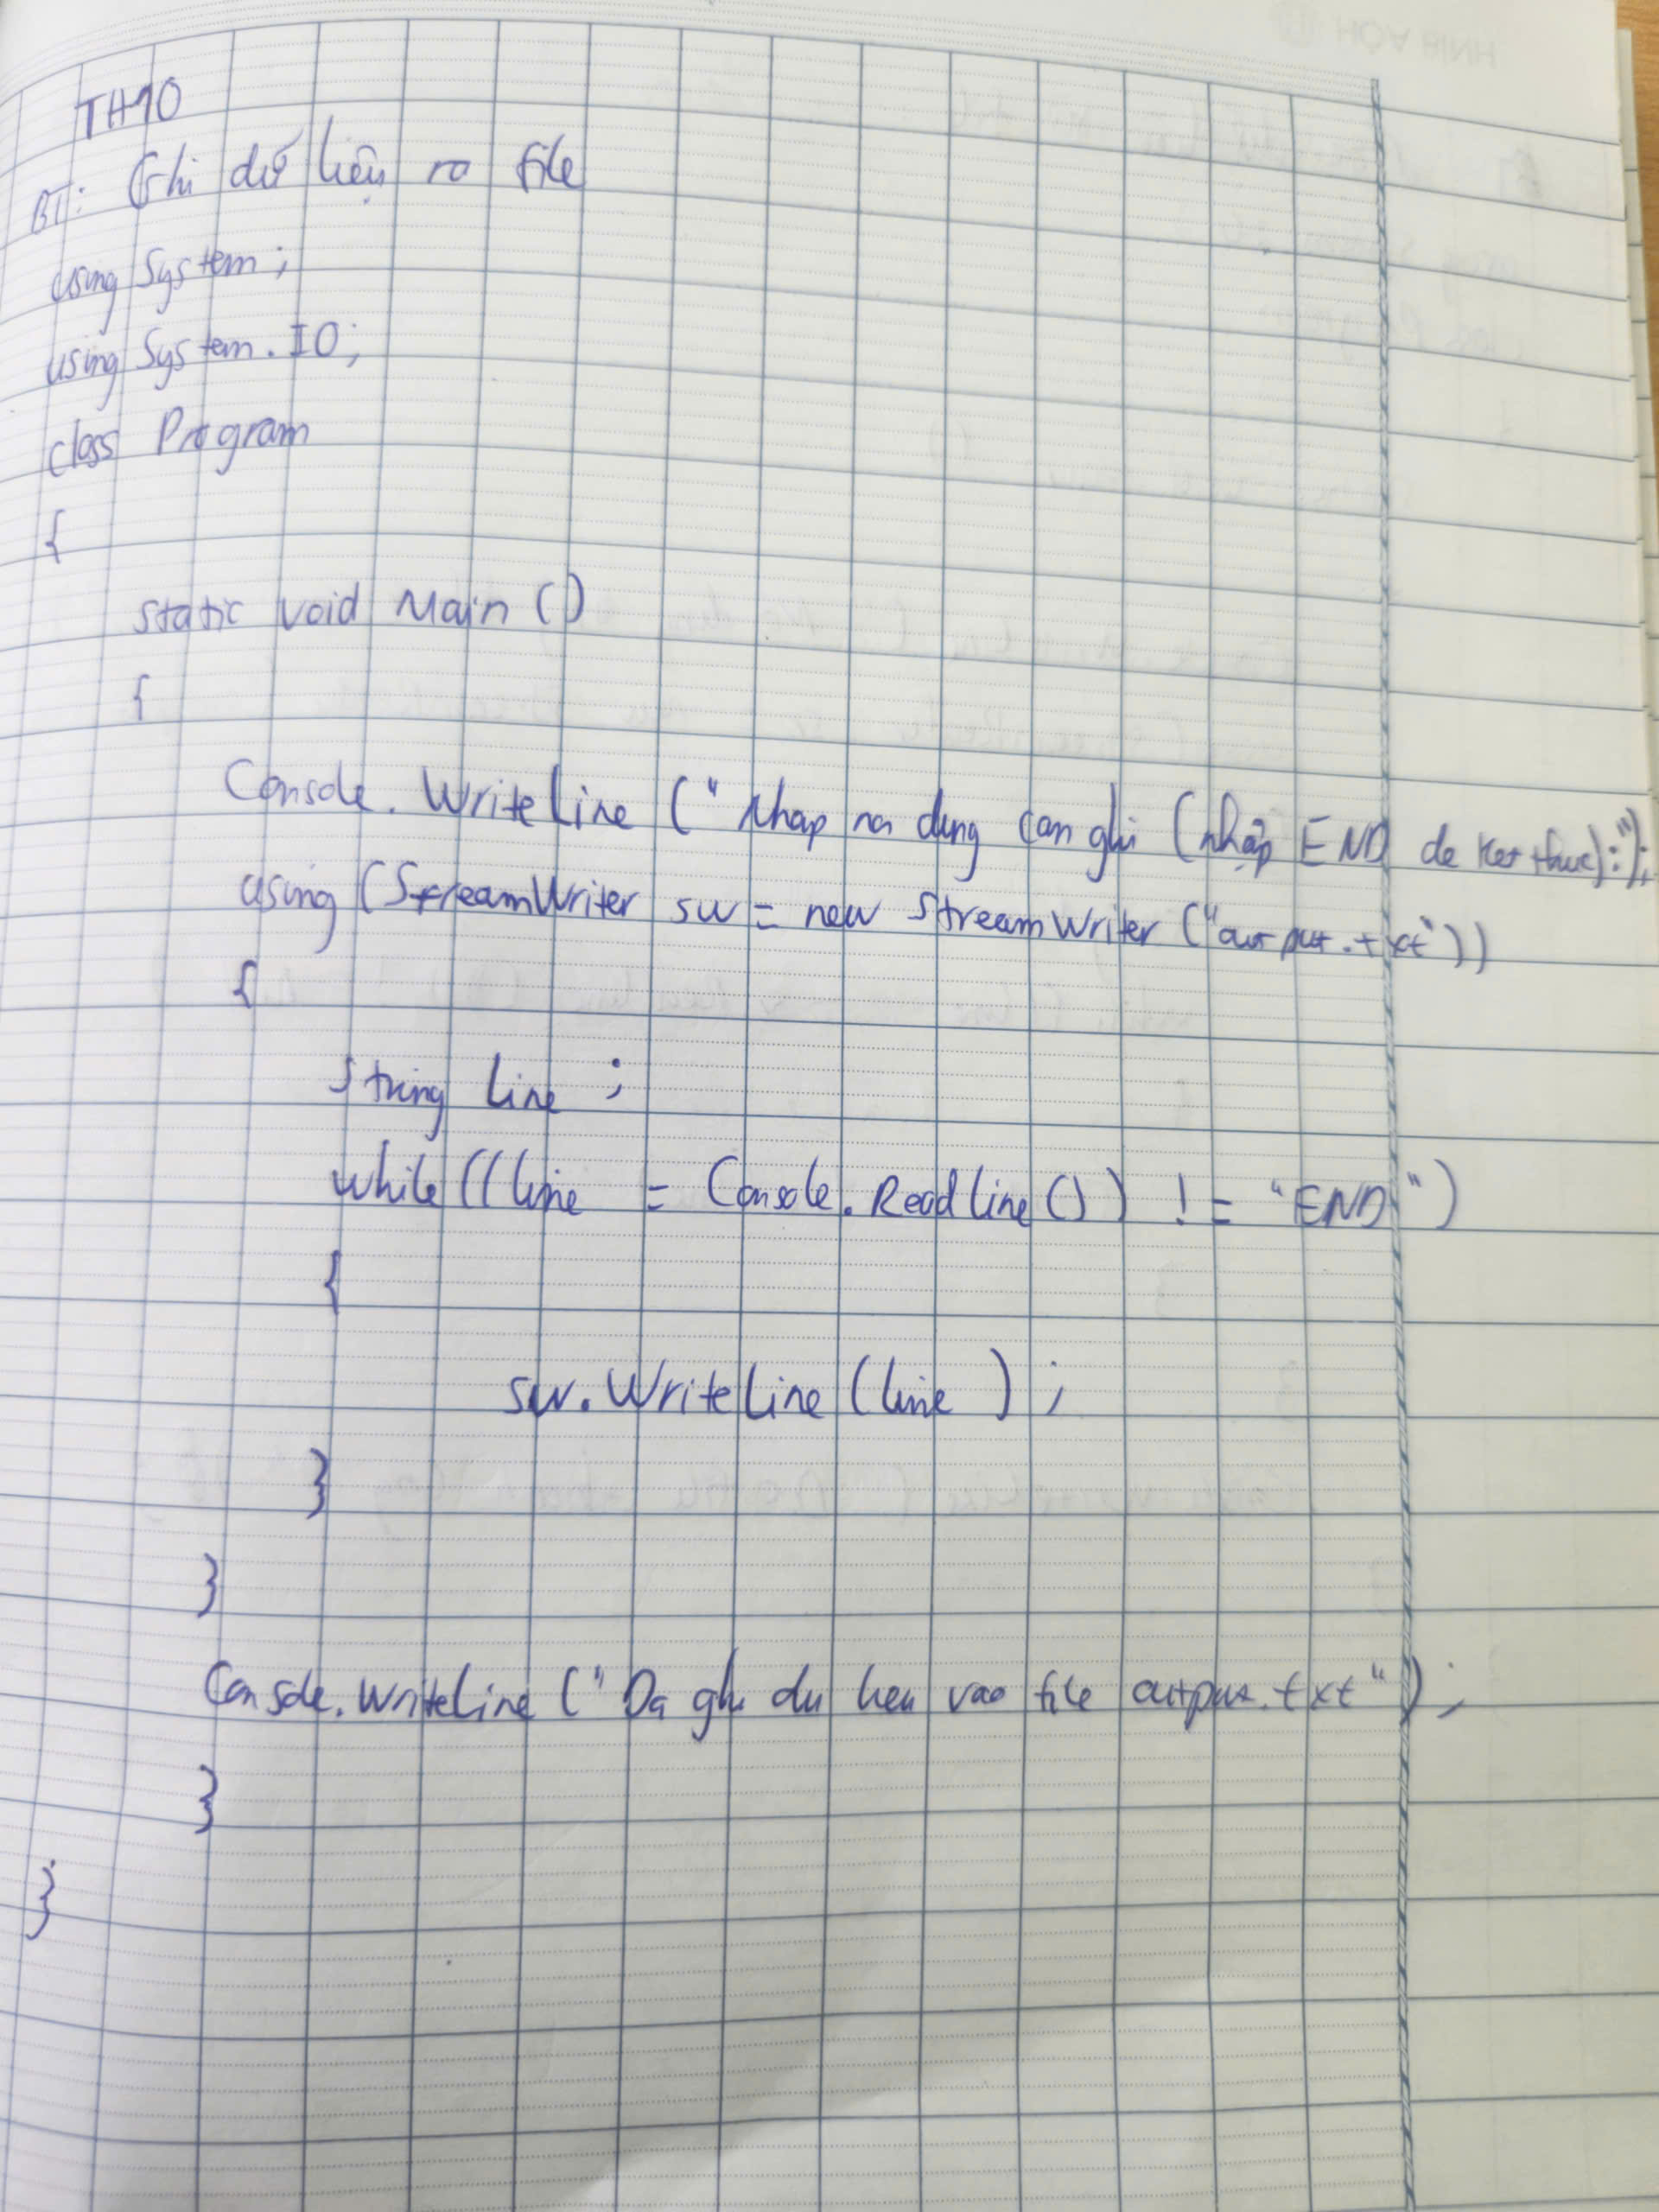 TH10
BT: Ghi dữ liệu ra file
using System;
using System.IO;
class Program
{
static void Main ()
{
Console.WriteLine ("Nhap noi dung can ghi (nhập END de ket thuc):");
using (StreamWriter sw = new StreamWriter ("output.txt"))
{
string line ;
while ((line = Console.ReadLine ()) != "END")
{
sw.WriteLine (line ) ;
}
}
Console.WriteLine ("Da ghi du lieu vao file output.txt") ;
}
}